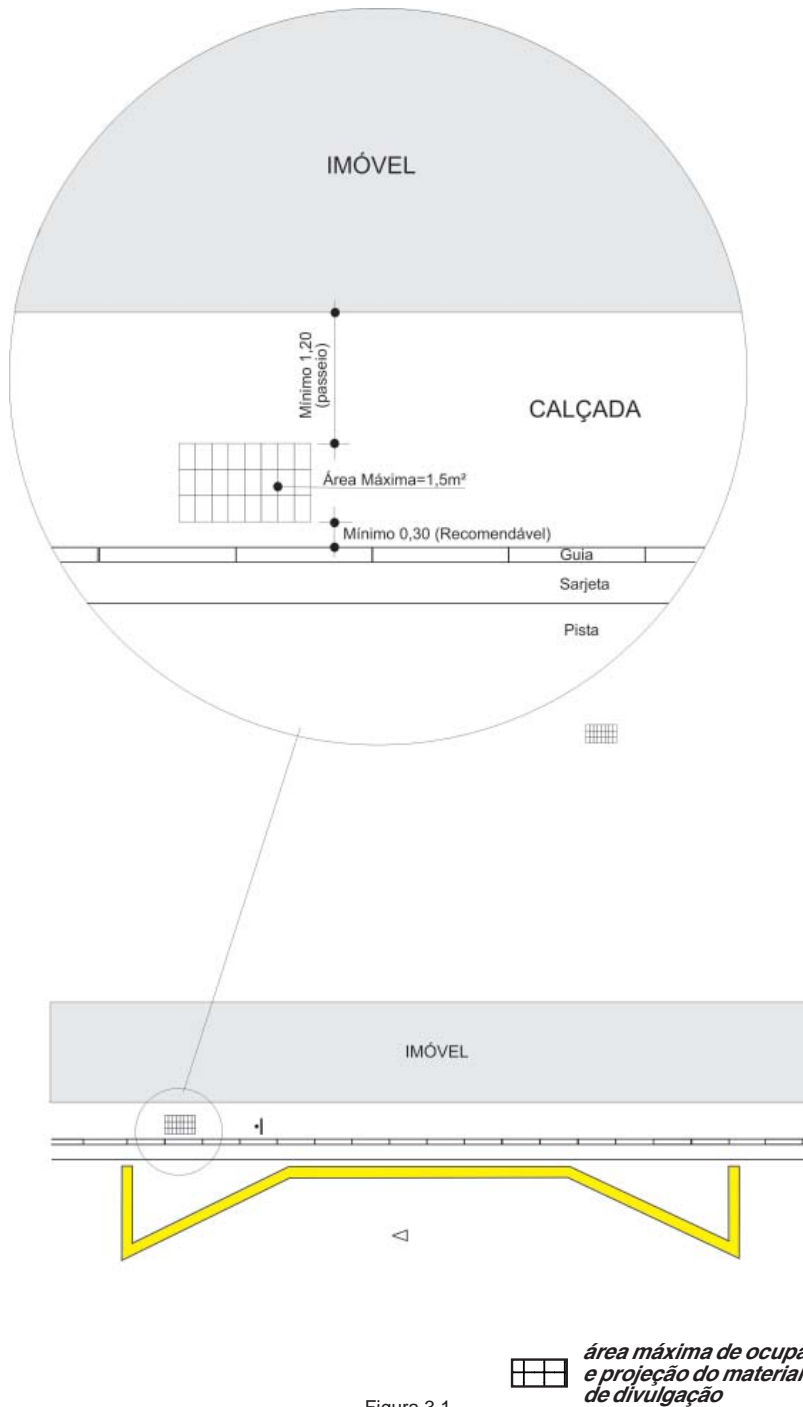 IMÓVEL
Mínimo 1,20
(passeio)
CALÇADA
Área Máxima=1,5m²
Mínimo 0,30 (Recomendável)
Guia
Sarjeta
Pista
IMÓVEL
área máxima de ocupa
e projeção do material
de divulgação
Figura 3.1